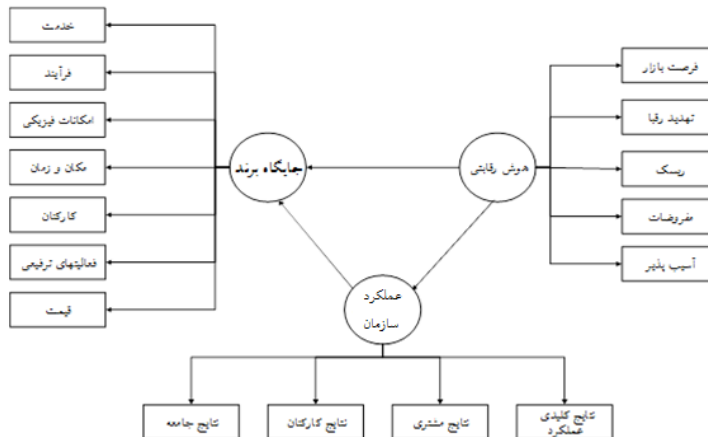 خدمت
فرآیند
امکانات فیزیکی
مکان و زمان
کارکنان
فعالیتهای ترفیعی
قیمت
جایگاه برند
هوش رقابتی
فرصت بازار
تهدید رقبا
ریسک
مفروضات
آسیب پذیر
عملکرد
سازمان
نتایج کلیدی
عملکرد
نتایج مشتری
نتایج کارکنان
نتایج جامعه